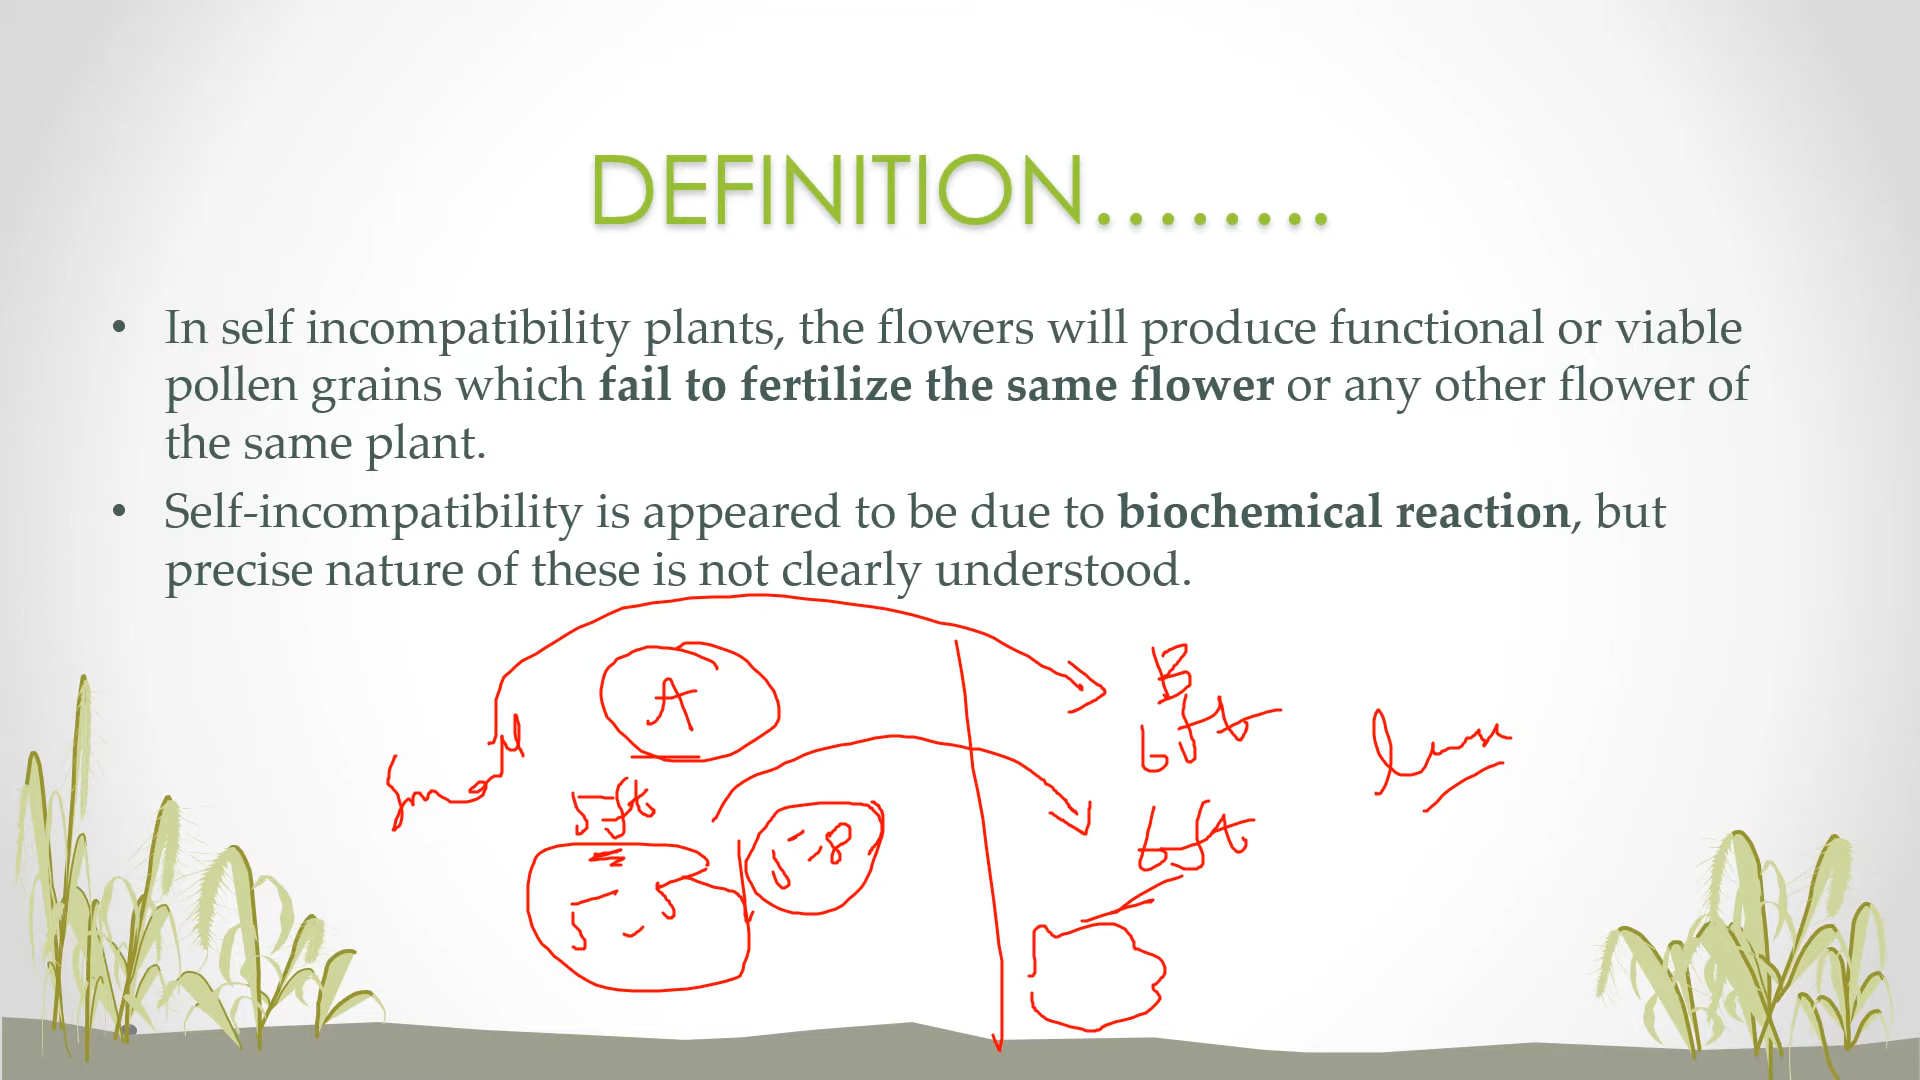 DEFINITION........
• In self incompatibility plants, the flowers will produce functional or viable
pollen grains which fail to fertilize the same flower or any other flower of
the same plant.
• Self-incompatibility is appeared to be due to biochemical reaction, but
precise nature of these is not clearly understood.
A
B
6ft
small
5ft
6ft